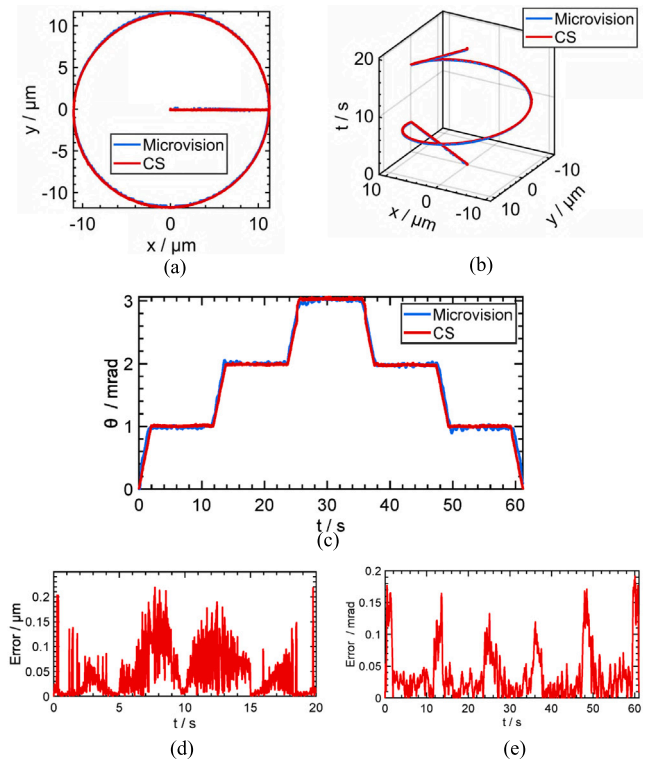 10
5
0
-5
-10
y / μm
Microvision
CS
-10
0
10
x / μm
(a)
Microvision
CS
20
10
0
t / s
10
0
-10
x / μm
10
0
-10
y / μm
(b)
3
2
1
0
θ / mrad
Microvision
CS
0
10
20
30
40
50
60
t / s
(c)
0.2
0.15
0.1
0.05
0
Error / μm
0
5
10
15
20
t / s
(d)
0.2
0.15
0.1
0.05
0
Error / mrad
0
10
20
30
40
50
60
t / s
(e)